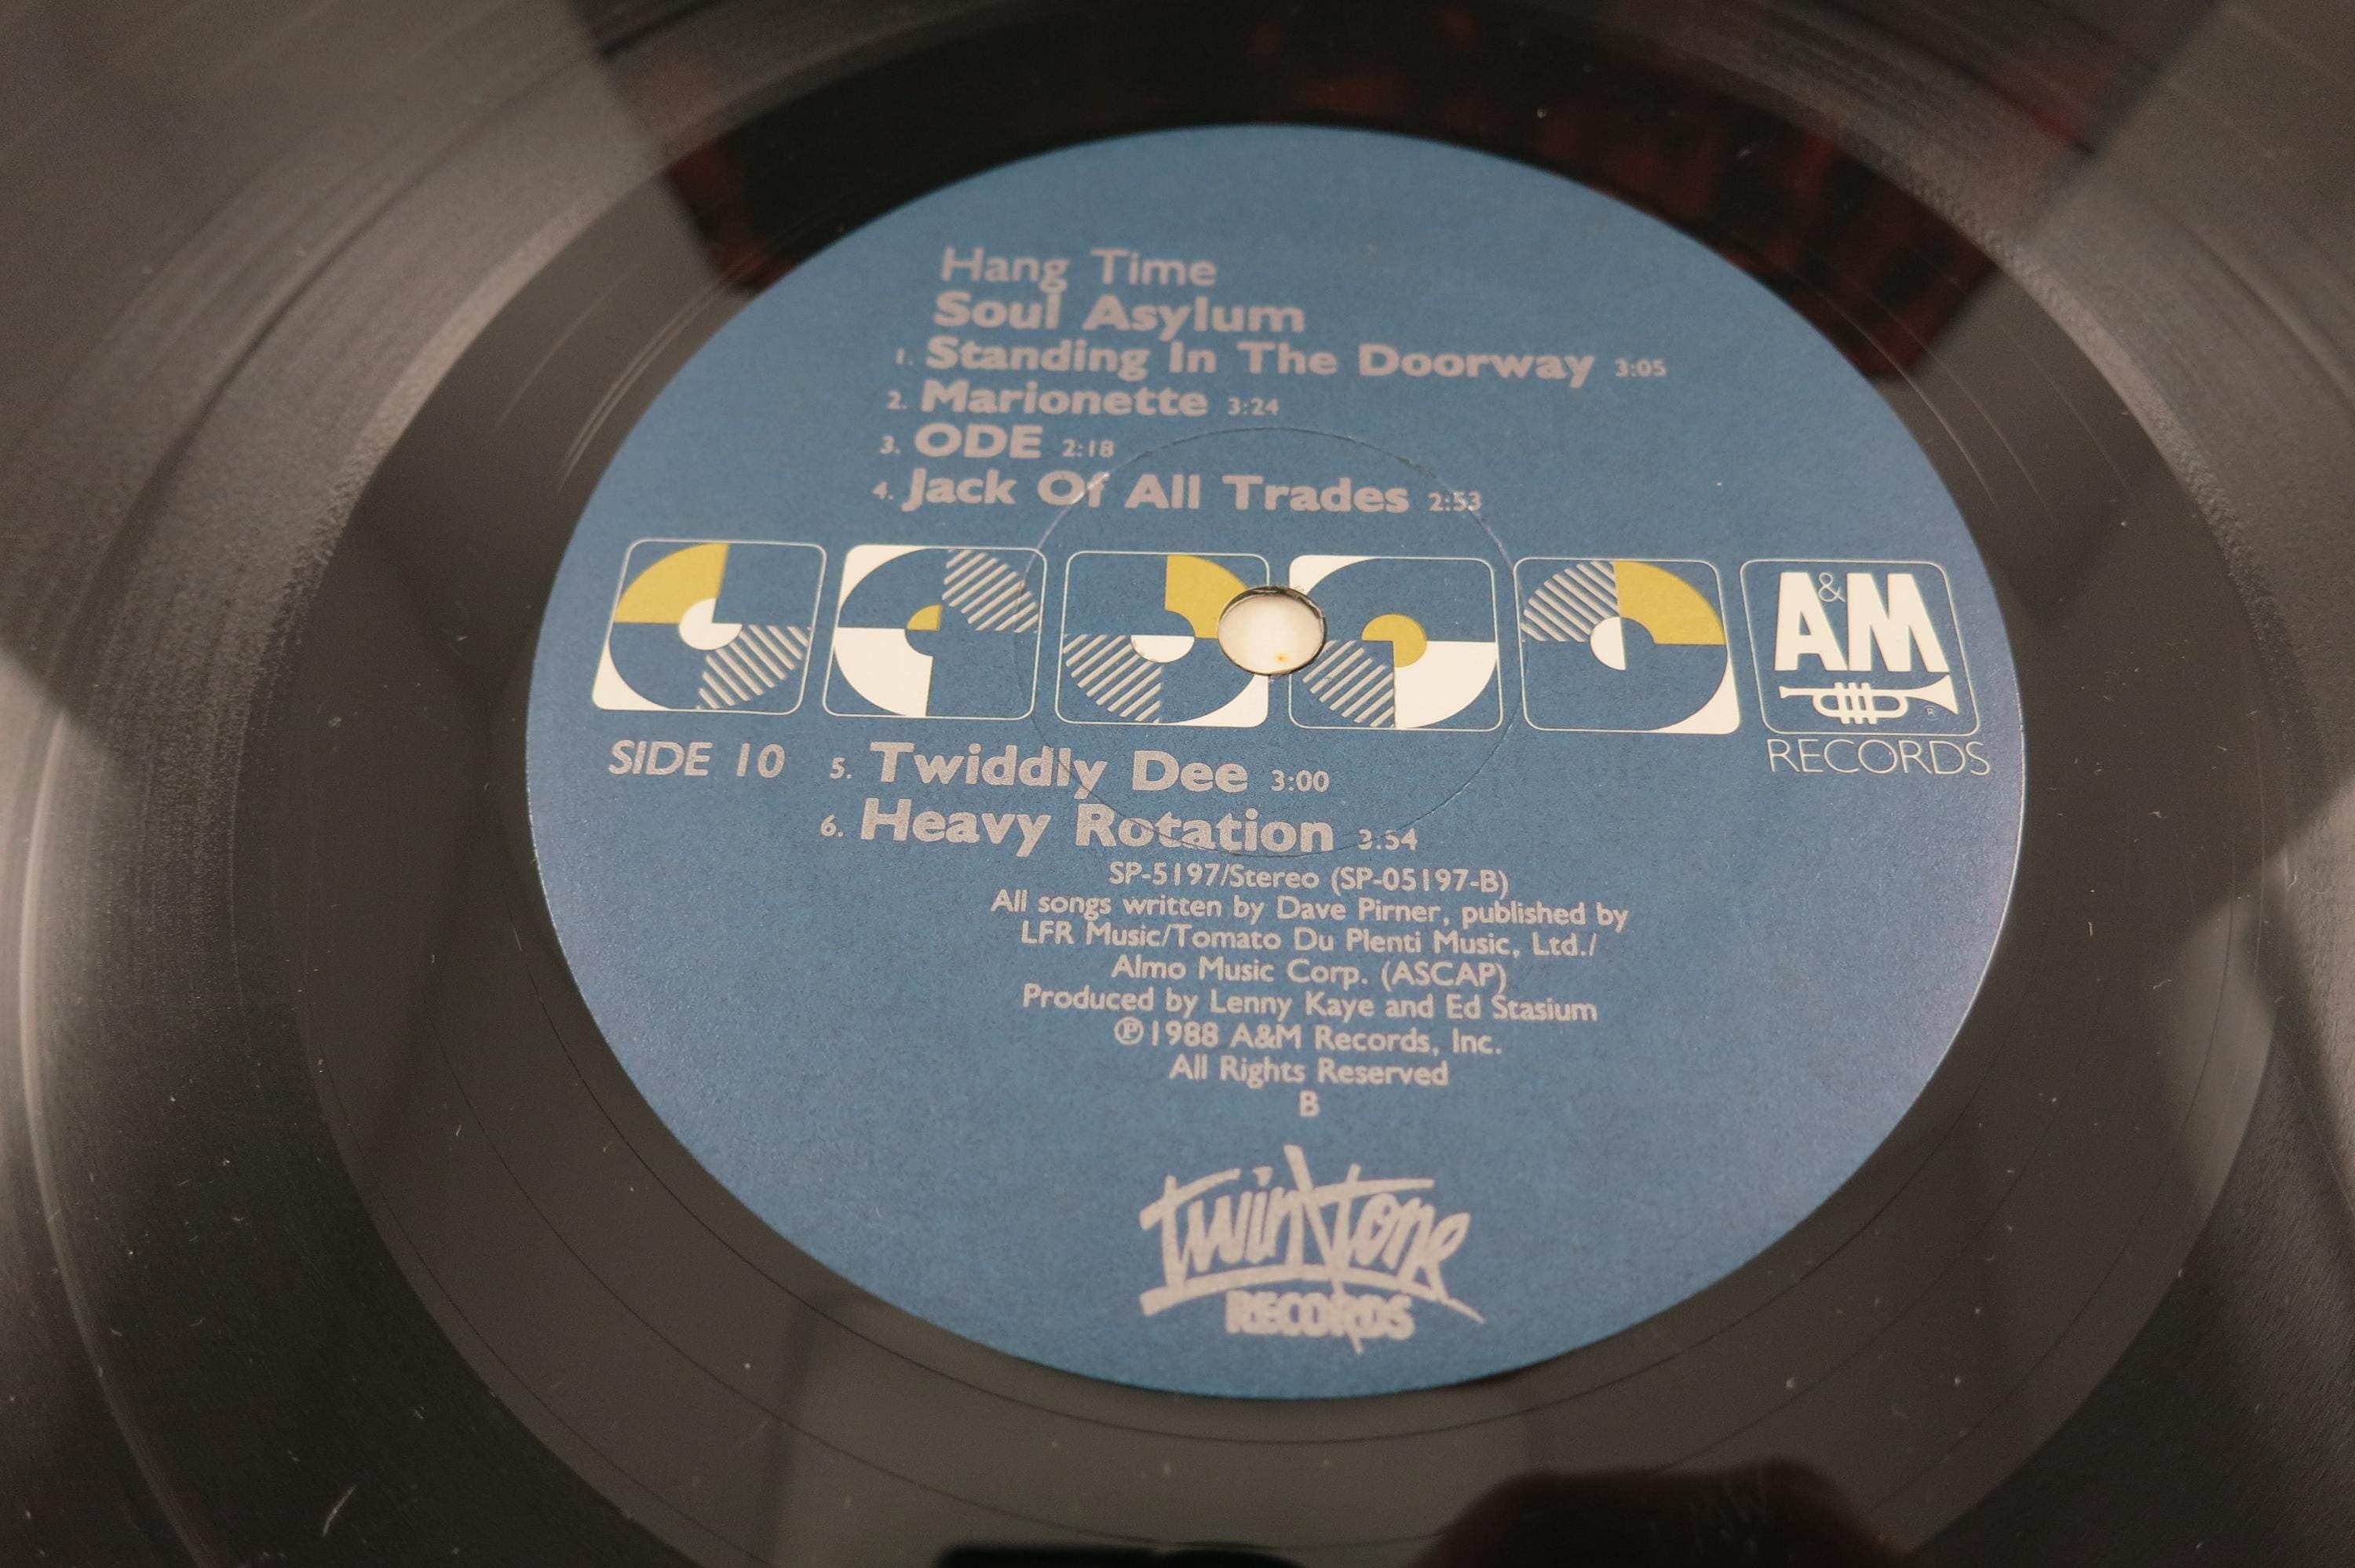 Hang Time
Soul Asylum
1. Standing In The Doorway 3:05
2. Marionette 3:24
3. ODE 2:18
4. Jack Of All Trades 2:53
A&M
RECORDS
SIDE 10
5. Twiddly Dee 3:00
6. Heavy Rotation 3:54
SP-5197/Stereo (SP-05197-B)
All songs written by Dave Pirner, published by
LFR Music/Tomato Du Plenti Music, Ltd./
Almo Music Corp. (ASCAP)
Produced by Lenny Kaye and Ed Stasium
℗1988 A&M Records, Inc.
All Rights Reserved
B
twin\tone
RECORDS